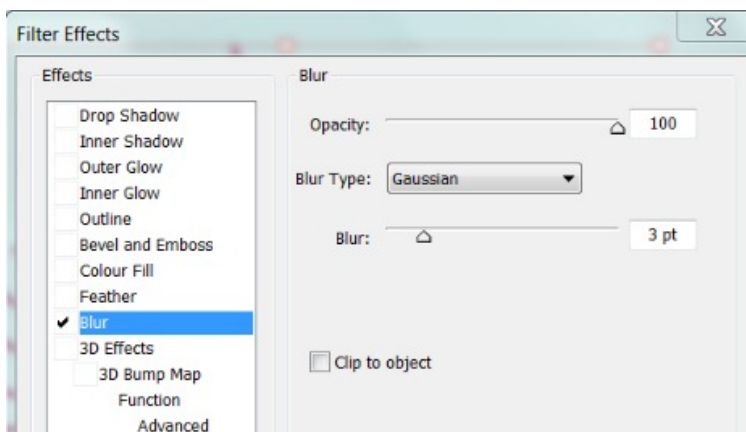 Filter Effects
Effects
Drop Shadow
Inner Shadow
Outer Glow
Inner Glow
Outline
Bevel and Emboss
Colour Fill
Feather
Blur
3D Effects
3D Bump Map
Function
Advanced
Blur
Opacity: 100
Blur Type: Gaussian
Blur: 3 pt
Clip to object